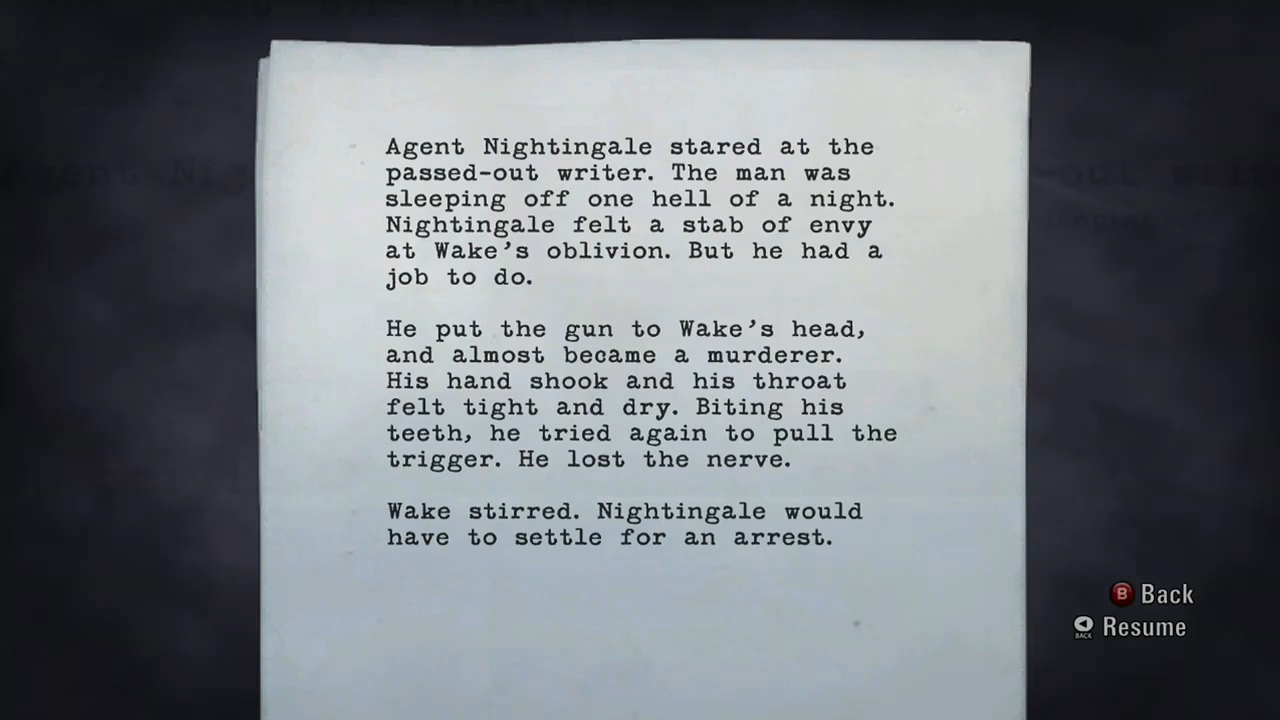 Agent Nightingale stared at the
passed-out writer. The man was
sleeping off one hell of a night.
Nightingale felt a stab of envy
at Wake's oblivion. But he had a
job to do.
He put the gun to Wake's head,
and almost became a murderer.
His hand shook and his throat
felt tight and dry. Biting his
teeth, he tried again to pull the
trigger. He lost the nerve.
Wake stirred. Nightingale would
have to settle for an arrest.
B Back
BACK Resume